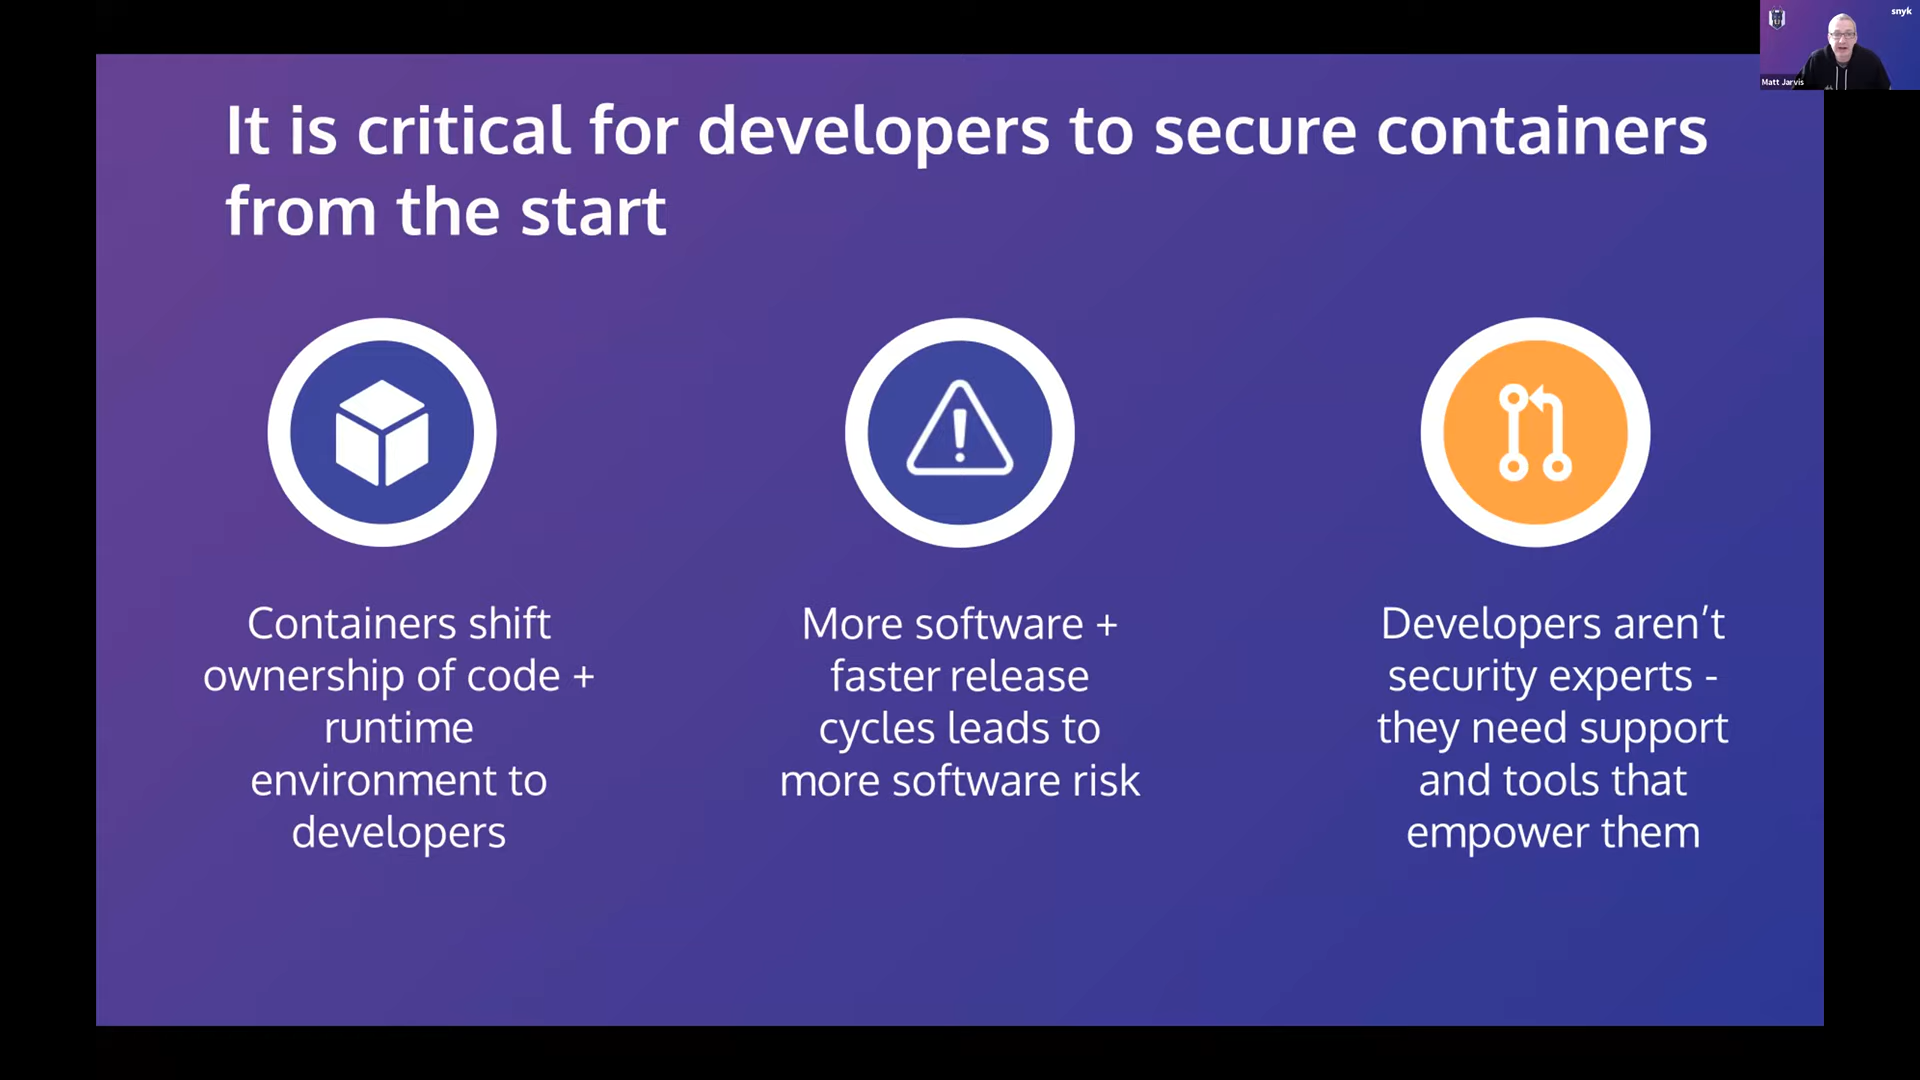 snyk
Matt Jarvis
It is critical for developers to secure containers
from the start
Containers shift
ownership of code +
runtime
environment to
developers
More software +
faster release
cycles leads to
more software risk
Developers aren’t
security experts -
they need support
and tools that
empower them